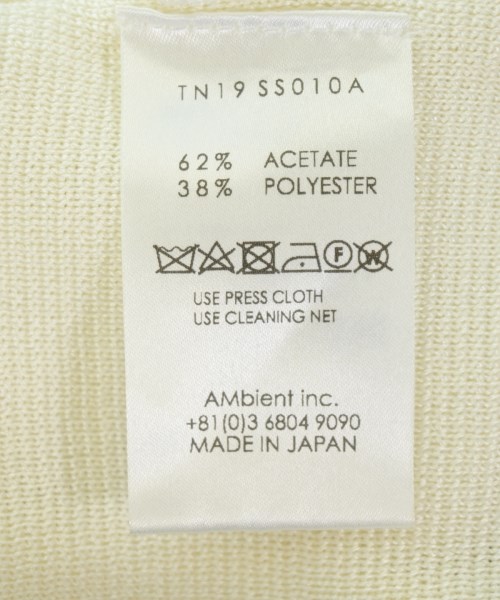 TN19 SS010A
62% ACETATE
38% POLYESTER
F W
USE PRESS CLOTH
USE CLEANING NET
AMbient inc.
+81(0)3 6804 9090
MADE IN JAPAN